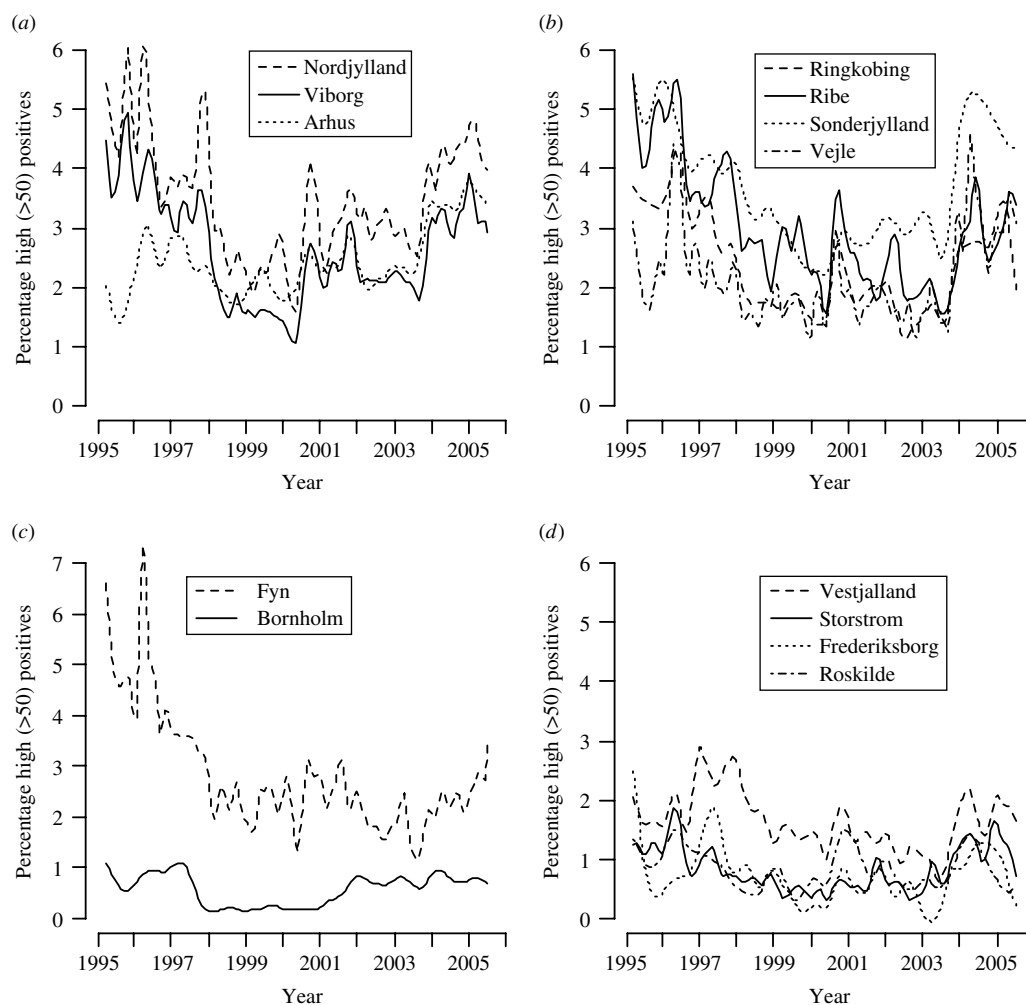 (a)
Percentage high (>50) positives
6
5
4
3
2
1
0
Nordjylland
Viborg
Arhus
1995 1997 1999 2001 2003 2005
Year
(b)
Percentage high (>50) positives
6
5
4
3
2
1
0
Ringkobing
Ribe
Sonderjylland
Vejle
1995 1997 1999 2001 2003 2005
Year
(c)
Percentage high (>50) positives
7
6
5
4
3
2
1
0
Fyn
Bornholm
1995 1997 1999 2001 2003 2005
Year
(d)
Percentage high (>50) positives
6
5
4
3
2
1
0
Vestjalland
Storstrom
Frederiksborg
Roskilde
1995 1997 1999 2001 2003 2005
Year